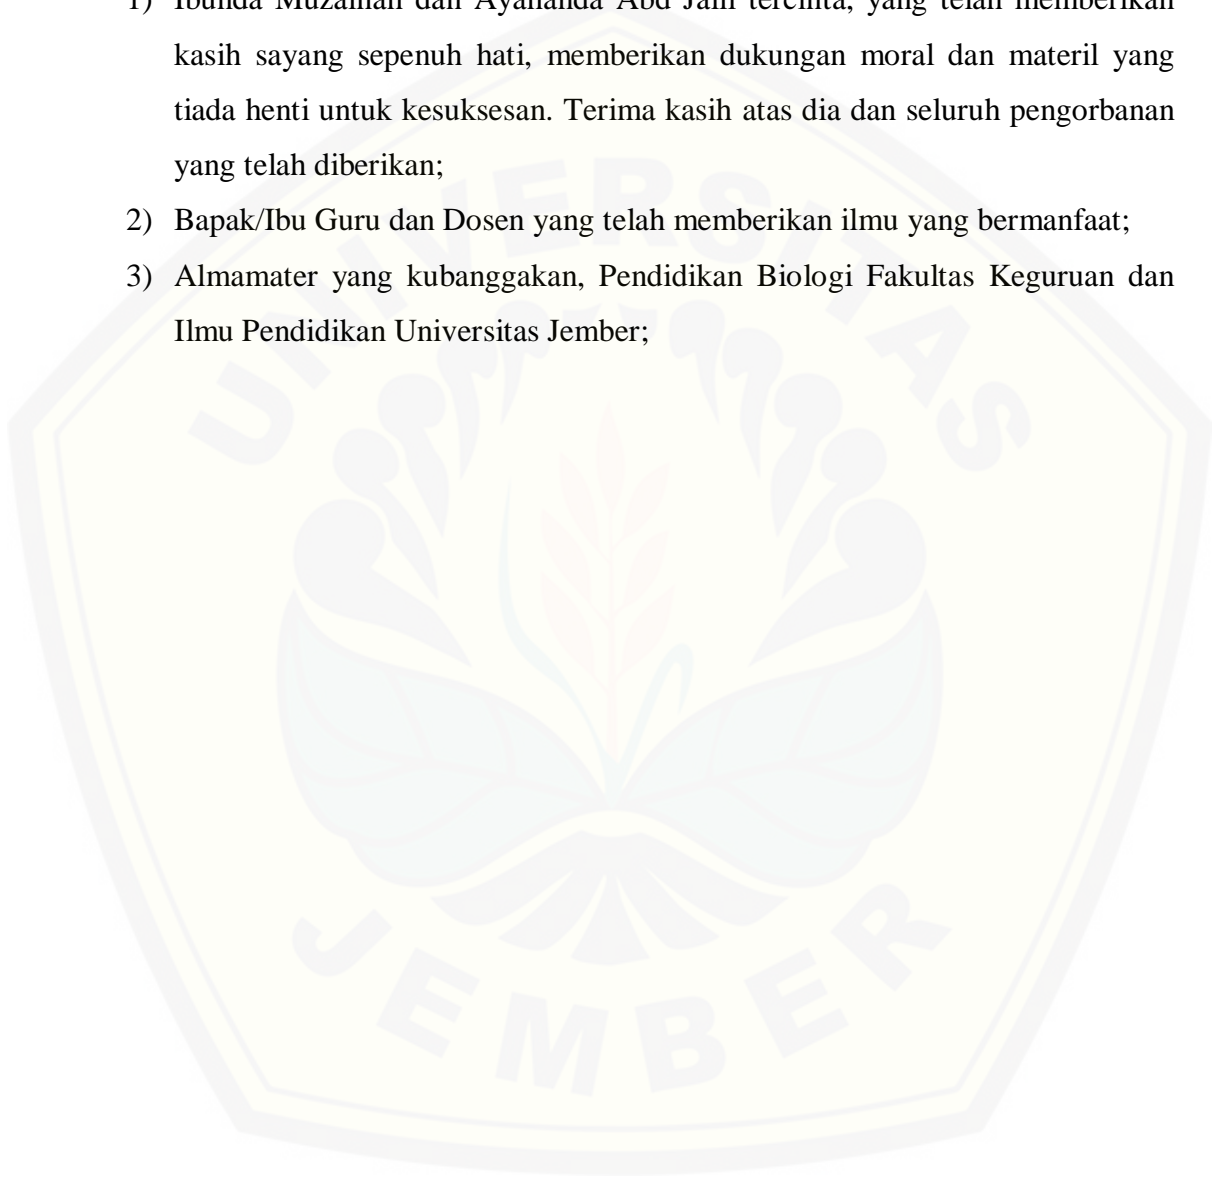 1) Ibunda dan Ayahanda Abd tercinta, yang telah memberikan
kasih sayang sepenuh hati, memberikan dukungan moral dan materil yang
tiada henti untuk kesuksesan. Terima kasih atas dia dan seluruh pengorbanan
yang telah diberikan;
2) Bapak/Ibu Guru dan Dosen yang telah memberikan ilmu yang bermanfaat;
3) Almamater yang kubanggakan, Pendidikan Biologi Fakultas Keguruan dan
Ilmu Pendidikan Universitas Jember;
UNIVERSITAS
JEMBER